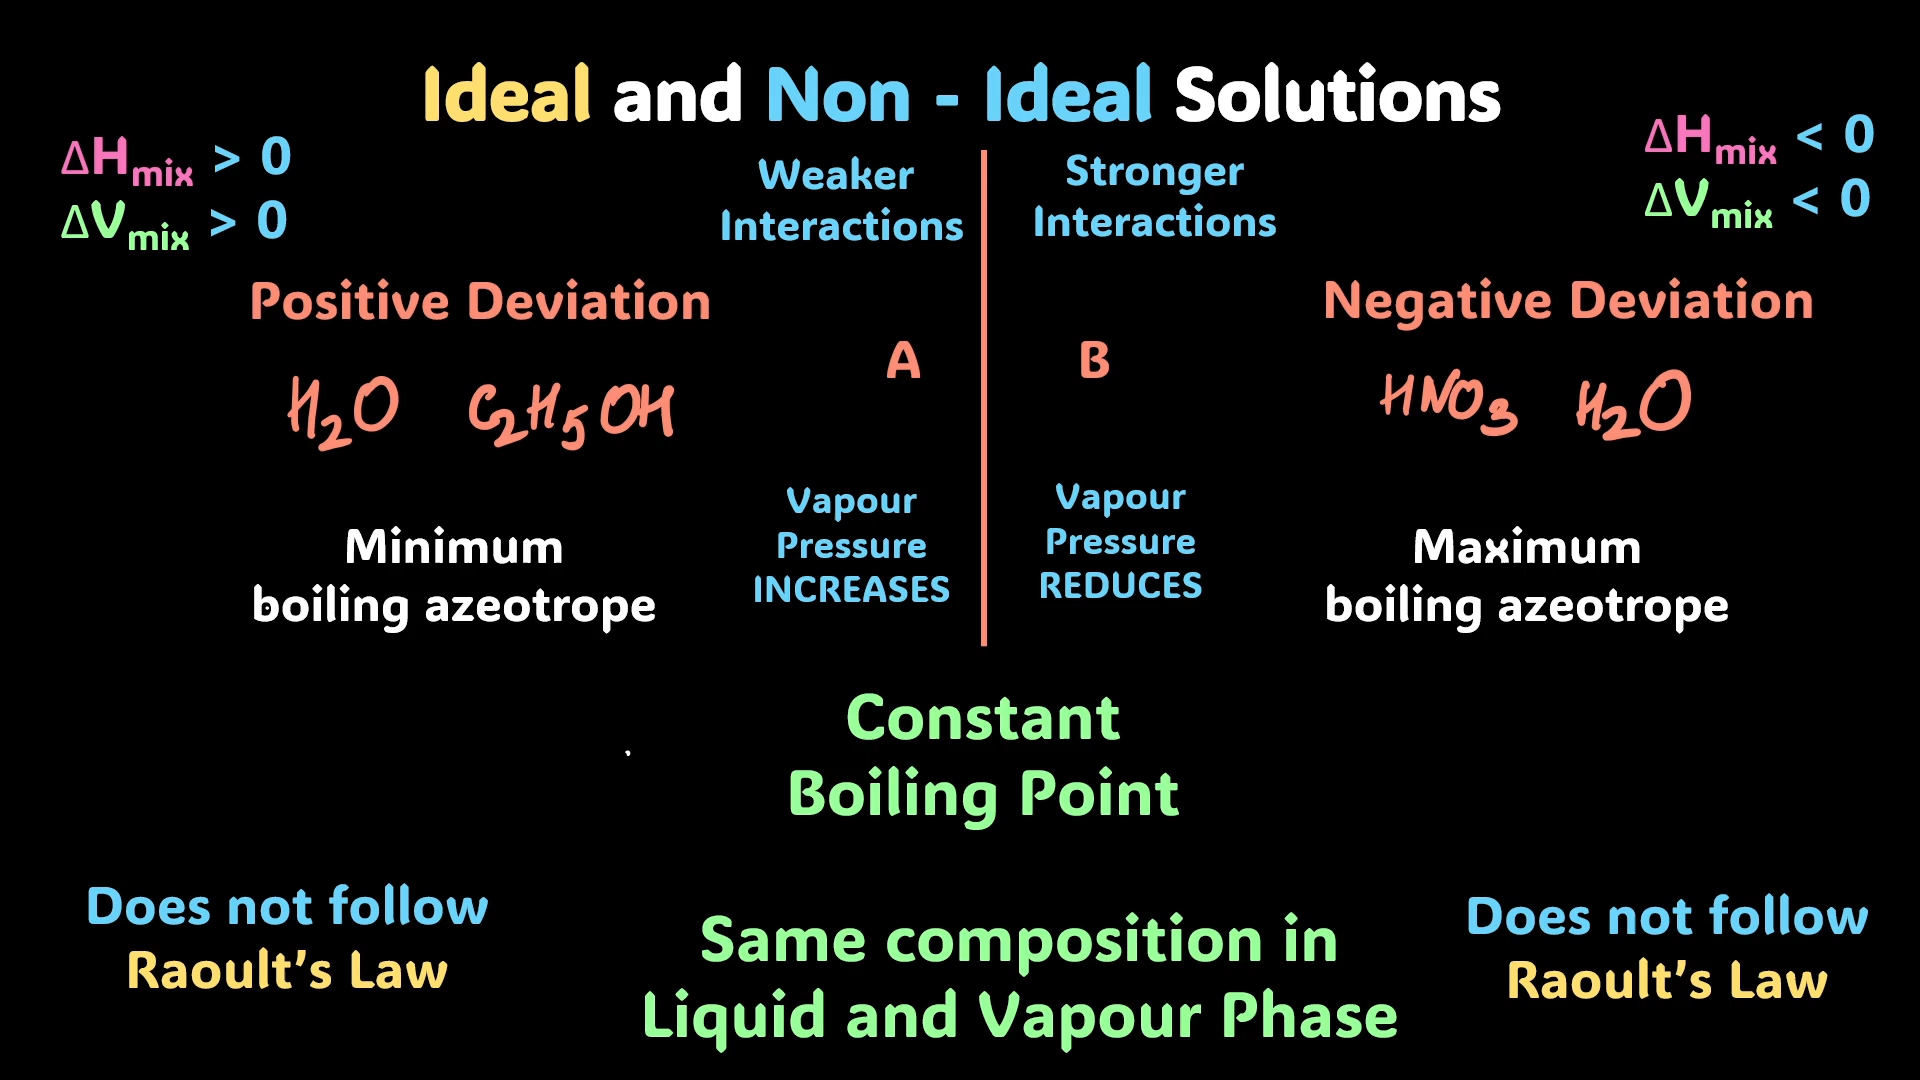 Ideal and Non - Ideal Solutions
ΔHmix > 0
ΔVmix > 0
Weaker
Interactions
Positive Deviation
A
H₂O C₂H₅OH
Minimum
boiling azeotrope
Vapour
Pressure
INCREASES
Stronger
Interactions
ΔHmix < 0
ΔVmix < 0
Negative Deviation
B
HNO₃ H₂O
Vapour
Pressure
REDUCES
Maximum
boiling azeotrope
Constant
Boiling Point
Does not follow
Raoult’s Law
Same composition in
Liquid and Vapour Phase
Does not follow
Raoult’s Law